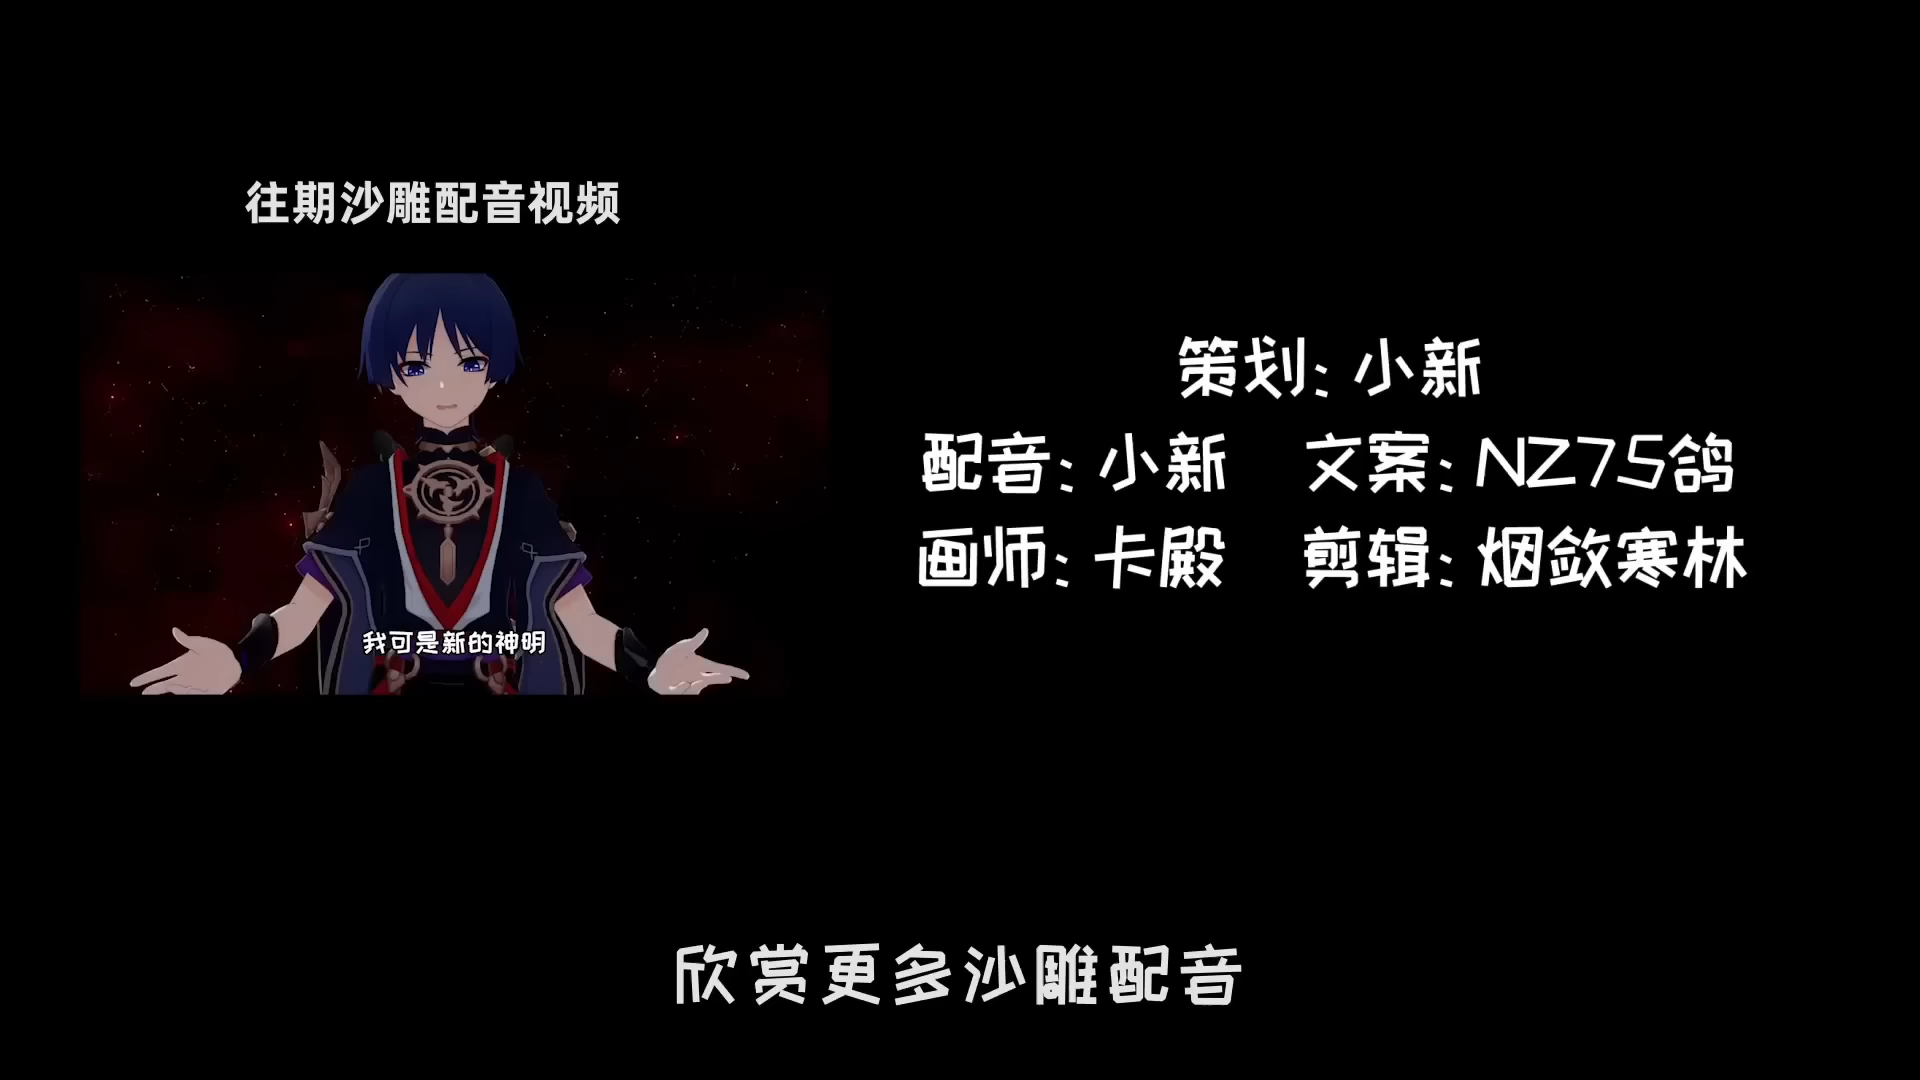 往期沙雕配音视频
我可是新的神明
策划: 小新
配音: 小新 文案: NZ75鸽
画师: 卡殿 剪辑: 烟敛寒林
欣赏更多沙雕配音